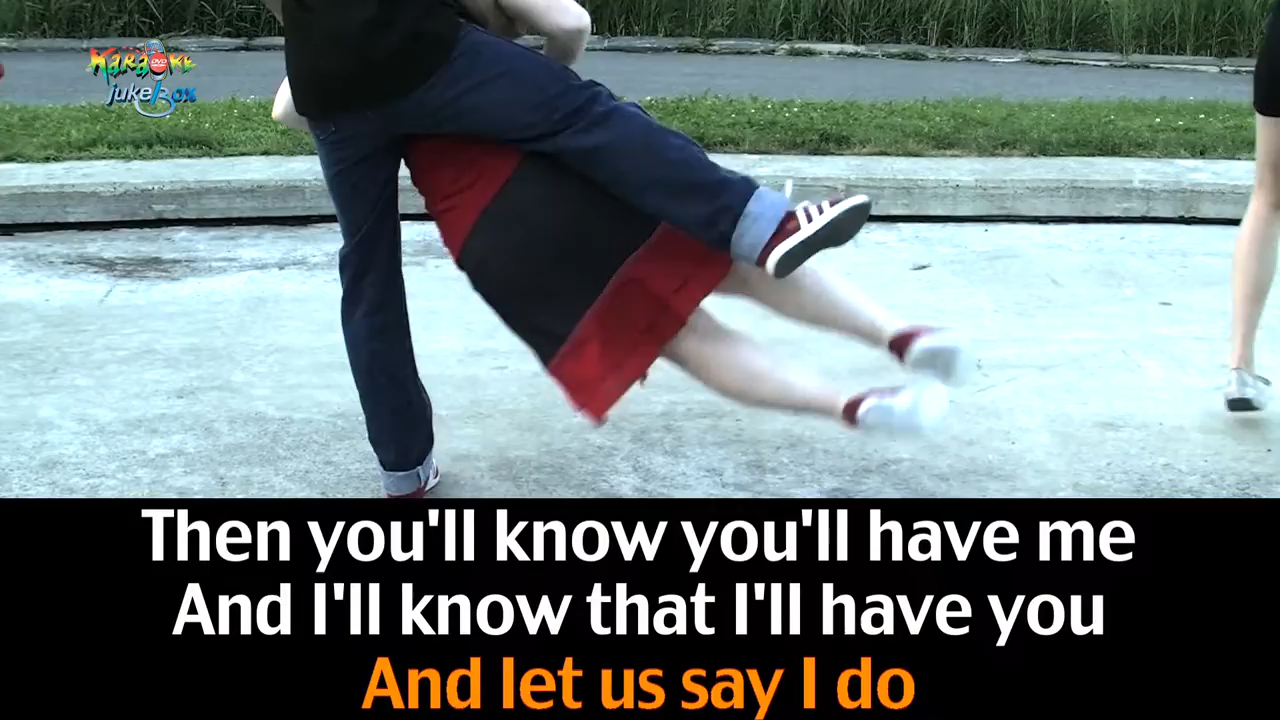 KaraOke
DVD
jukeBox
Then you'll know you'll have me
And I'll know that I'll have you
And let us say I do